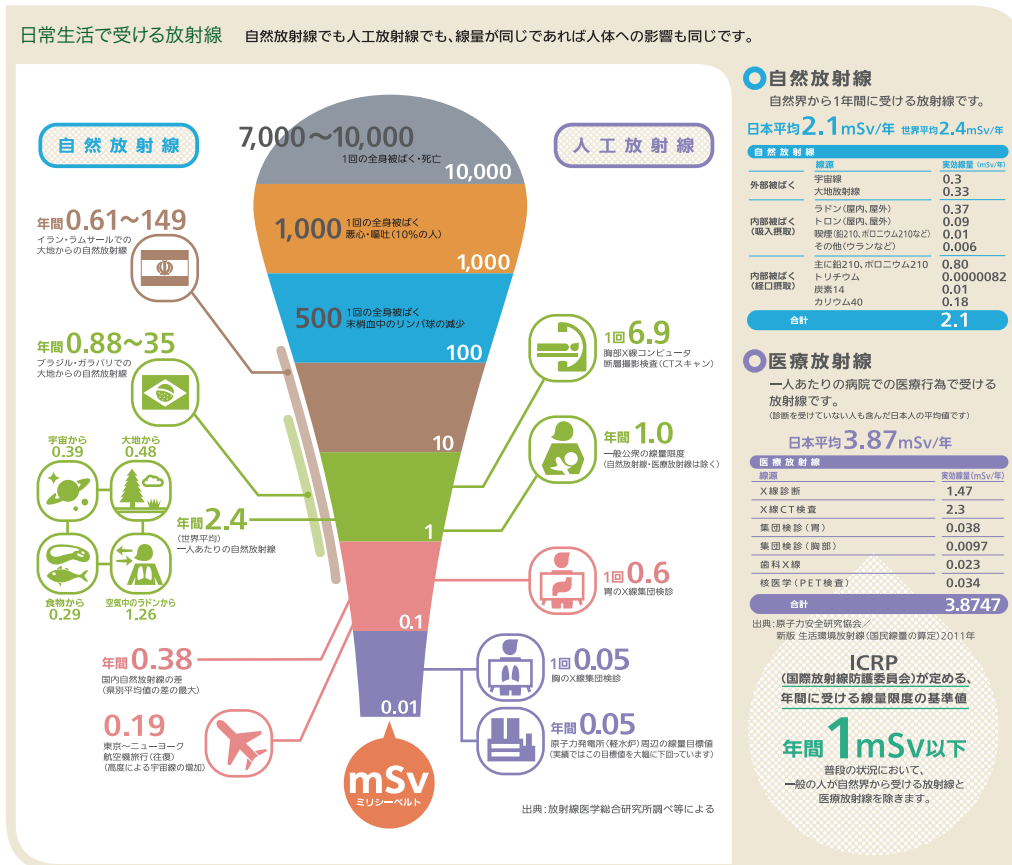 日常生活で受ける放射線 自然放射線でも人工放射線でも、線量が同じであれば人体への影響も同じです。
自然放射線
人工放射線
7,000〜10,000
1回の全身被ばく・死亡
10,000
1,000 1回の全身被ばく
悪心・嘔吐(10%の人)
1,000
500 1回の全身被ばく
末梢血中のリンパ球の減少
100
10
1
0.1
0.01
mSv
ミリシーベルト
年間0.61〜149
イラン・ラムサールでの
大地からの自然放射線
年間0.88〜35
ブラジル・ガラパリでの
大地からの自然放射線
宇宙から
0.39
大地から
0.48
食物から
0.29
空気中のラドンから
1.26
年間2.4
(世界平均)
一人あたりの自然放射線
年間0.38
国内自然放射線の差
(県別平均値の差の最大)
0.19
東京〜ニューヨーク
航空機旅行(往復)
(高度による宇宙線の増加)
1回6.9
胸部X線コンピュータ
断層撮影検査(CTスキャン)
年間1.0
一般公衆の線量限度
(自然放射線・医療放射線は除く)
1回0.6
胃のX線集団検診
1回0.05
胸のX線集団検診
年間0.05
原子力発電所(軽水炉)周辺の線量目標値
(実績ではこの目標値を大幅に下回っています)
出典:放射線医学総合研究所調べ等による
自然放射線
自然界から1年間に受ける放射線です。
日本平均2.1mSv/年 世界平均2.4mSv/年
自然放射線
線源 実効線量(mSv/年)
外部被ばく 宇宙線 0.3
大地放射線 0.33
内部被ばく
(吸入摂取)
ラドン(屋内、屋外) 0.37
トロン(屋内、屋外) 0.09
喫煙(鉛210、ポロニウム210など) 0.01
その他(ウランなど) 0.006
内部被ばく
(経口摂取)
主に鉛210、ポロニウム210 0.80
トリチウム 0.0000082
炭素14 0.01
カリウム40 0.18
合計 2.1
医療放射線
一人あたりの病院での医療行為で受ける
放射線です。
(診断を受けていない人も含んだ日本人の平均値です)
日本平均3.87mSv/年
医療放射線
線源 実効線量(mSv/年)
X線診断 1.47
X線CT検査 2.3
集団検診(胃) 0.038
集団検診(胸部) 0.0097
歯科X線 0.023
核医学(PET検査) 0.034
合計 3.8747
出典:原子力安全研究協会/
新版 生活環境放射線(国民線量の算定)2011年
ICRP
(国際放射線防護委員会)が定める、
年間に受ける線量限度の基準値
年間1mSv以下
普段の状況において、
一般の人が自然界から受ける放射線と
医療放射線を除きます。